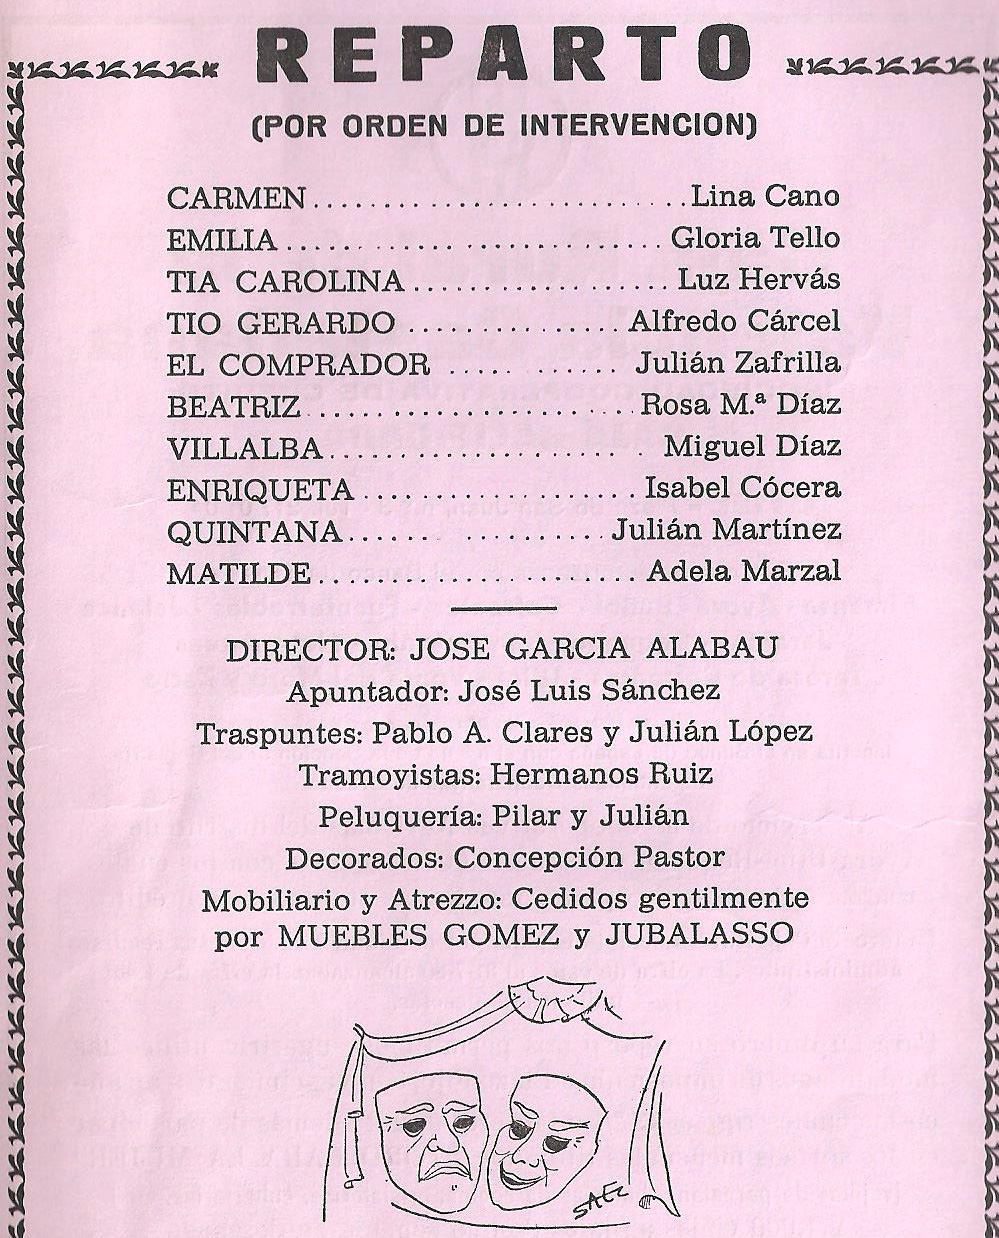 REPARTO
(POR ORDEN DE INTERVENCION)
CARMEN........................Lina Cano
EMILIA........................Gloria Tello
TIA CAROLINA..................Luz Hervás
TIO GERARDO...............Alfredo Cárcel
EL COMPRADOR............Julián Zafrilla
BEATRIZ.......................Rosa M.ª Díaz
VILLALBA......................Miguel Díaz
ENRIQUETA....................Isabel Cócera
QUINTANA..................Julián Martínez
MATILDE.......................Adela Marzal
DIRECTOR: JOSE GARCIA ALABAU
Apuntador: José Luis Sánchez
Traspuntes: Pablo A. Clares y Julián López
Tramoyistas: Hermanos Ruiz
Peluquería: Pilar y Julián
Decorados: Concepción Pastor
Mobiliario y Atrezzo: Cedidos gentilmente
por MUEBLES GOMEZ y JUBALASSO
SAEZ